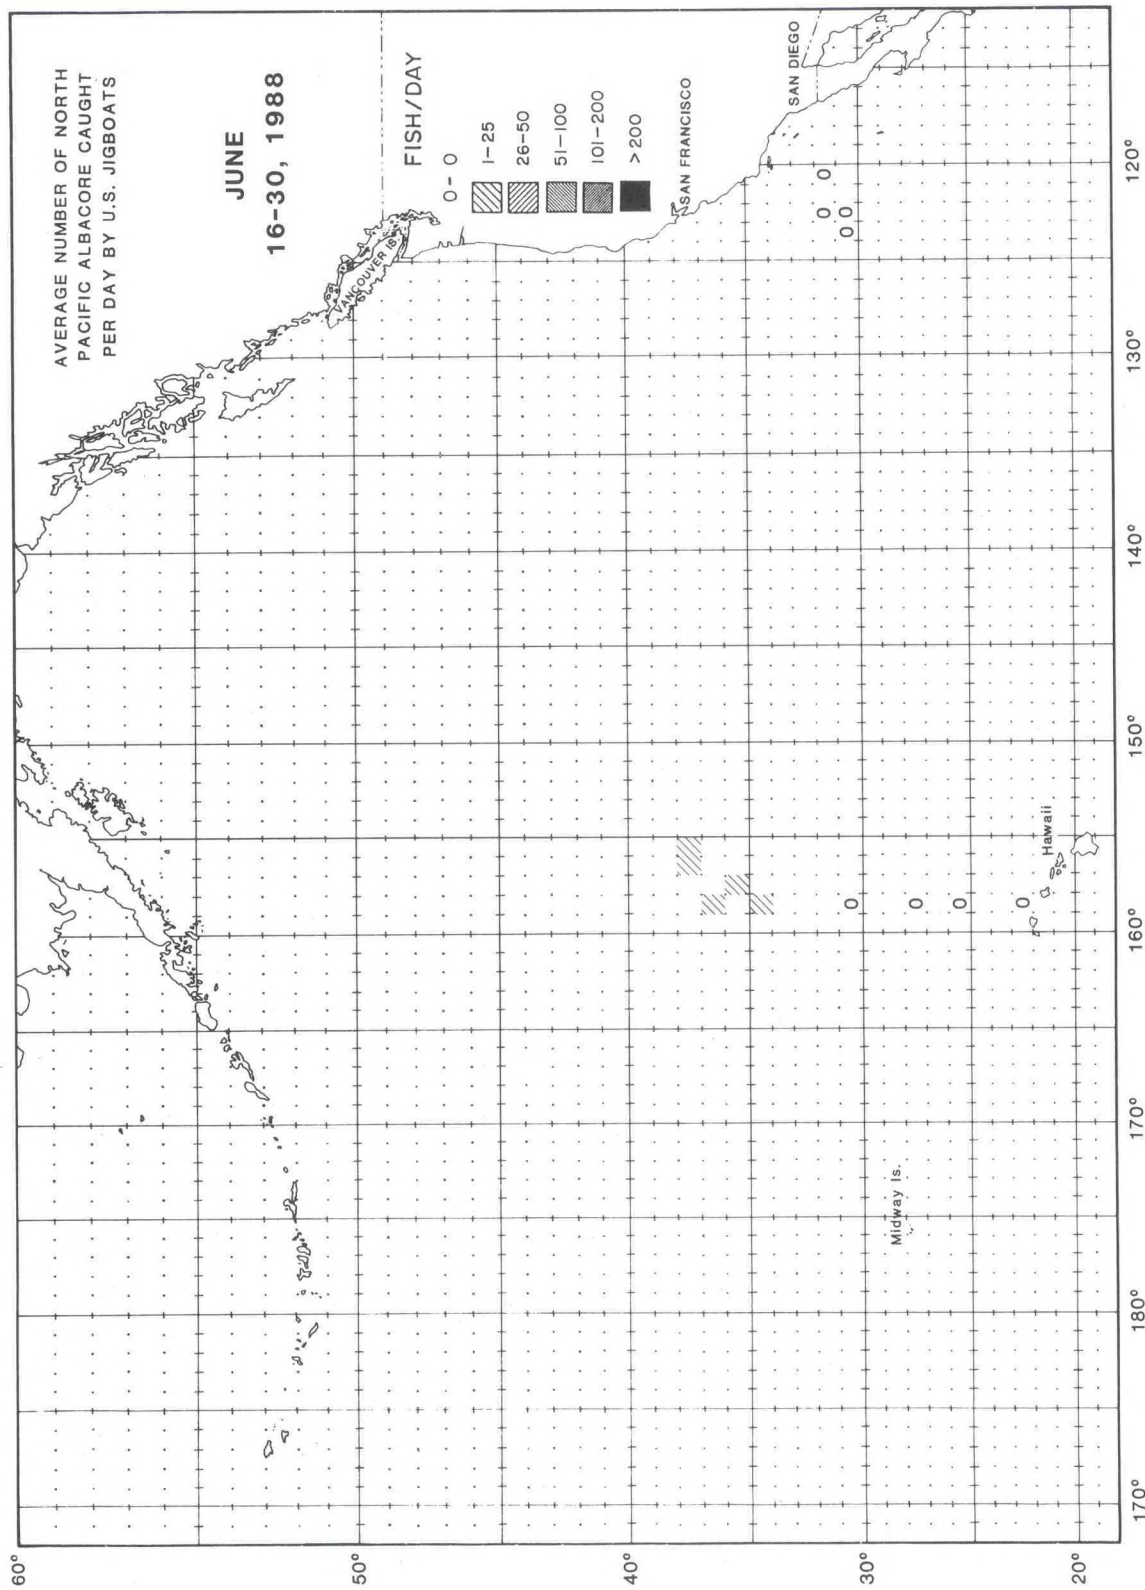 AVERAGE NUMBER OF NORTH
PACIFIC ALBACORE CAUGHT
PER DAY BY U.S. JIGBOATS
JUNE
16-30, 1988
FISH/DAY
0-0
1-25
26-50
51-100
101-200
>200
VANCOUVER IS.
SAN FRANCISCO
SAN DIEGO
0
0
0
0
0
0
0
0
Hawaii
Midway Is.
60°
50°
40°
30°
20°
170°
180°
170°
160°
150°
140°
130°
120°